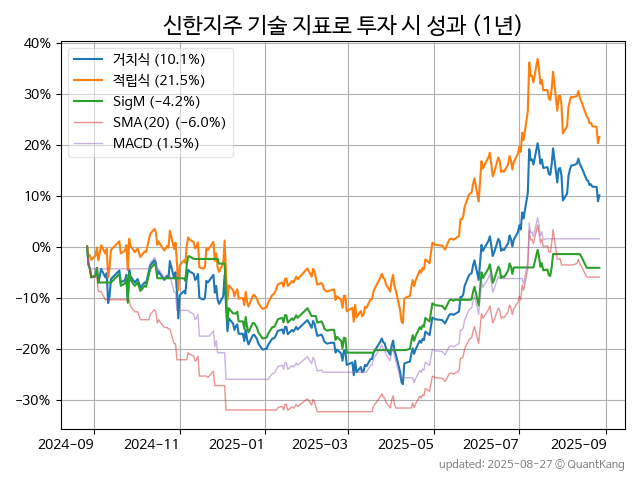 신한지주 기술 지표로 투자 시 성과 (1년)
40%
30%
20%
10%
0%
−10%
−20%
−30%
거치식 (10.1%)
적립식 (21.5%)
SigM (−4.2%)
SMA(20) (−6.0%)
MACD (1.5%)
2024-09 2024-11 2025-01 2025-03 2025-05 2025-07 2025-09
updated: 2025-08-27 © QuantKang